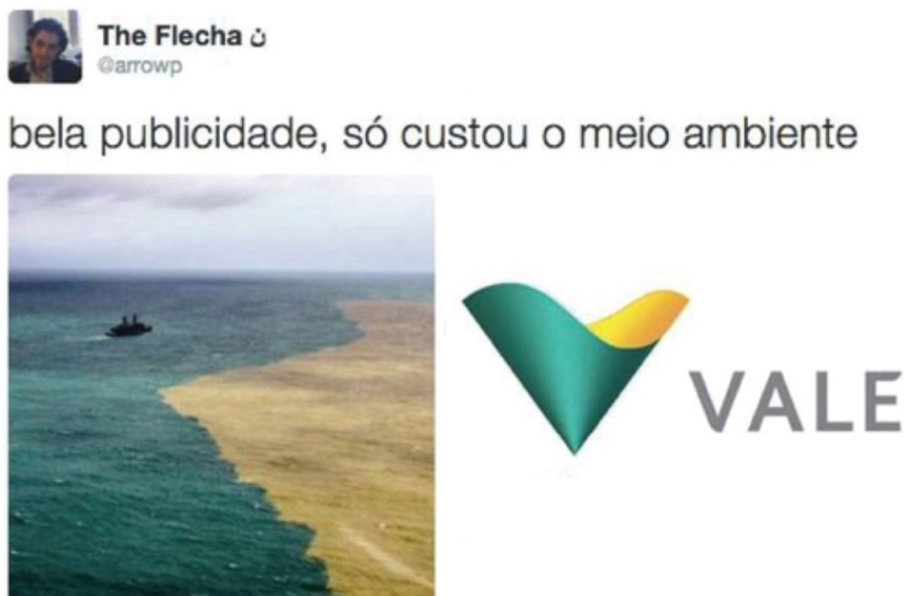 The Flecha ن
@arrowp
bela publicidade, só custou o meio ambiente
VALE